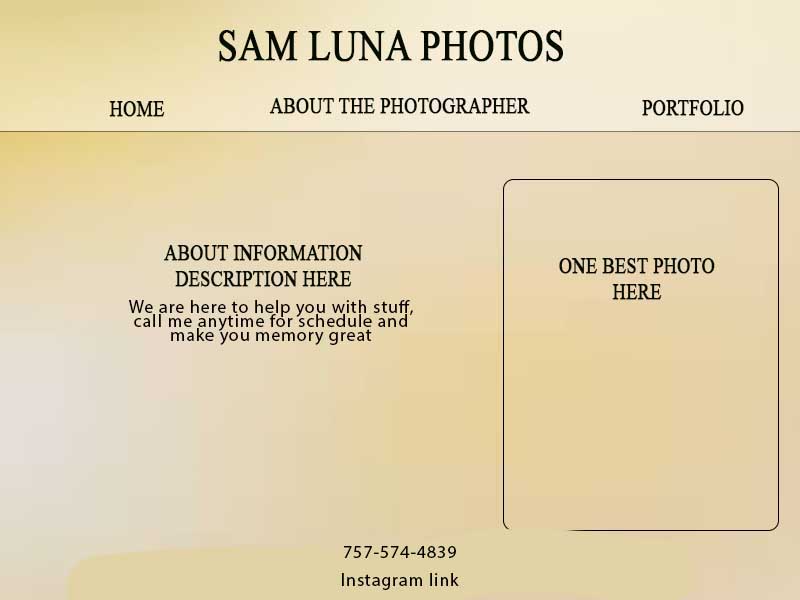 SAM LUNA PHOTOS
HOME
ABOUT THE PHOTOGRAPHER
PORTFOLIO
ABOUT INFORMATION
DESCRIPTION HERE
We are here to help you with stuff,
call me anytime for schedule and
make you memory great
ONE BEST PHOTO
HERE
757-574-4839
Instagram link